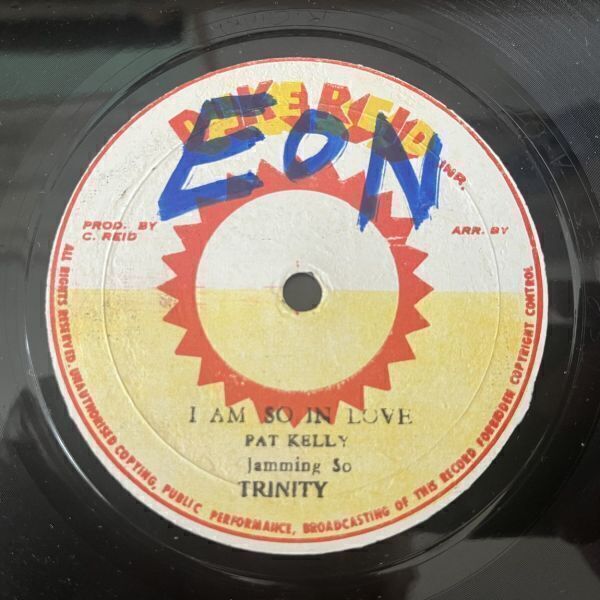 DUKE REID
INR.
EON
PROD. BY
C. REID
ARR. BY
I AM SO IN LOVE
PAT KELLY
Jamming So
TRINITY
ALL RIGHTS RESERVED. UNAUTHORISED COPYING, PUBLIC PERFORMANCE, BROADCASTING OF THIS RECORD FORBIDDEN COPYRIGHT CONTROL